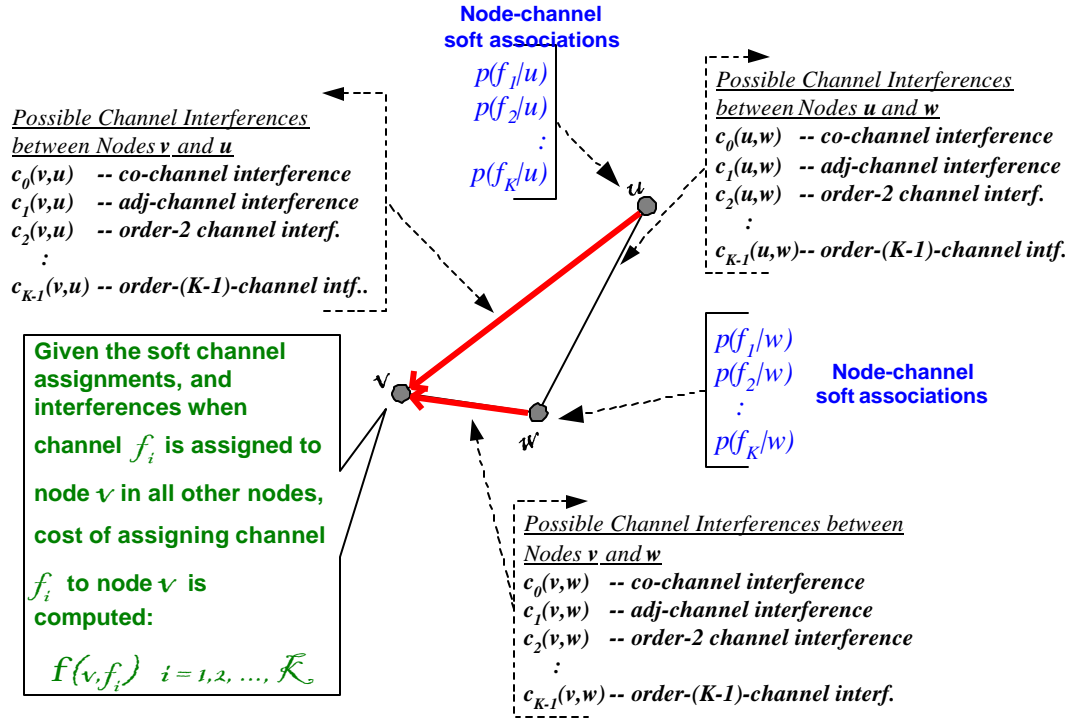 Node-channel
soft associations
p(f1/u)
p(f2/u)
:
p(fK/u)
Possible Channel Interferences
between Nodes v and u
c0(v,u) -- co-channel interference
c1(v,u) -- adj-channel interference
c2(v,u) -- order-2 channel interf.
:
cK-1(v,u) -- order-(K-1)-channel intf..
Possible Channel Interferences
between Nodes u and w
c0(u,w) -- co-channel interference
c1(u,w) -- adj-channel interference
c2(u,w) -- order-2 channel interf.
:
cK-1(u,w)-- order-(K-1)-channel intf.
u
v
w
p(f1/w)
p(f2/w)
:
p(fK/w)
Node-channel
soft associations
Given the soft channel
assignments, and
interferences when
channel fi is assigned to
node v in all other nodes,
cost of assigning channel
fi to node v is
computed:
f(v,fi) i = 1,2, ..., K
Possible Channel Interferences between
Nodes v and w
c0(v,w) -- co-channel interference
c1(v,w) -- adj-channel interference
c2(v,w) -- order-2 channel interference
:
cK-1(v,w) -- order-(K-1)-channel interf.